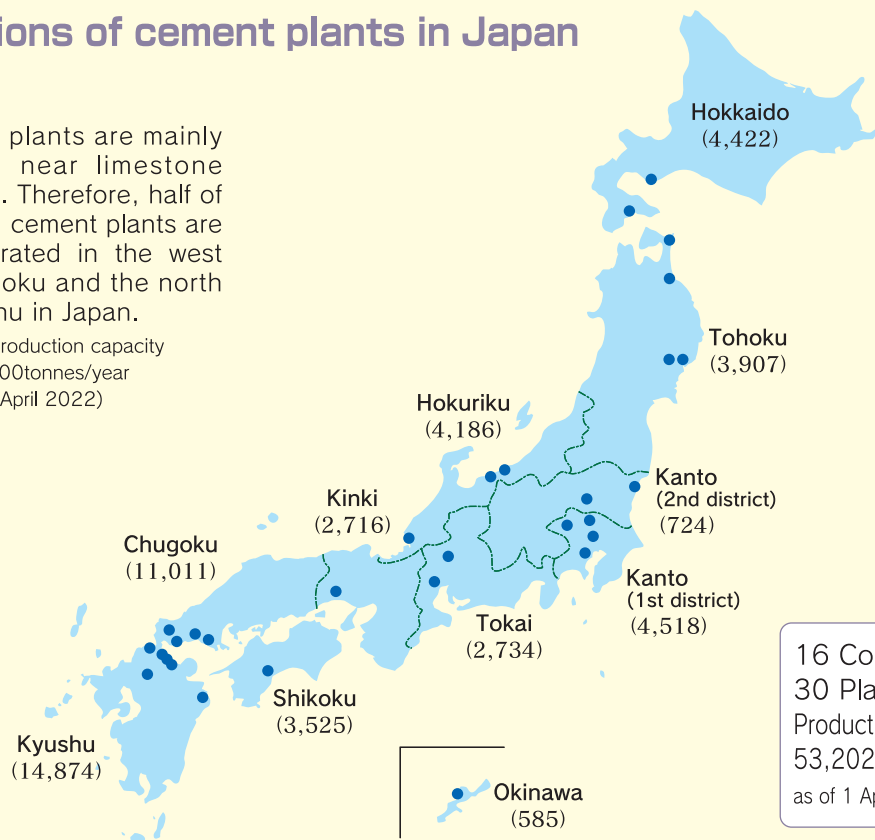 ions of cement plants in Japan
plants are mainly
near limestone
. Therefore, half of
cement plants are
rated in the west
oku and the north
u in Japan.
roduction capacity
00tonnes/year
April 2022)
Hokkaido
(4,422)
Tohoku
(3,907)
Hokuriku
(4,186)
Kanto
(2nd district)
(724)
Kinki
(2,716)
Chugoku
(11,011)
Kanto
(1st district)
(4,518)
Tokai
(2,734)
Shikoku
(3,525)
Kyushu
(14,874)
Okinawa
(585)
16 Co
30 Pla
Product
53,202
as of 1 Ap